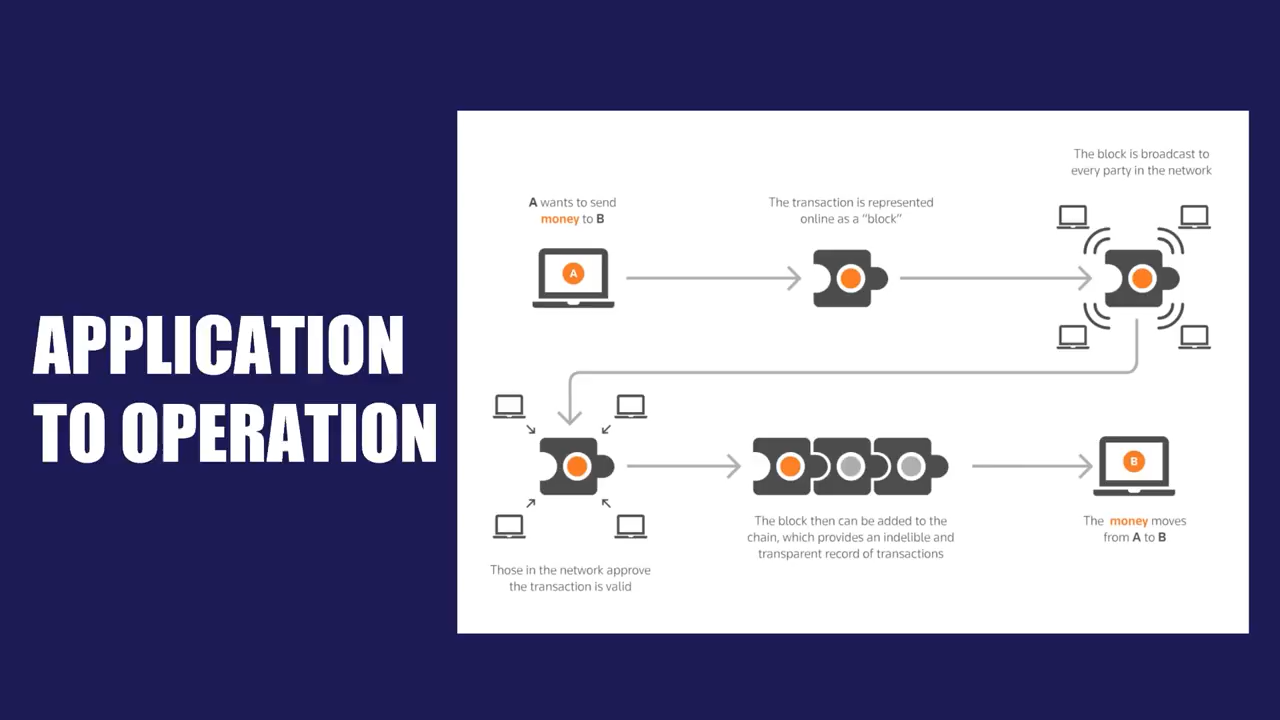 APPLICATION
TO OPERATION
A wants to send
money to B
A
The transaction is represented
online as a “block”
The block is broadcast to
every party in the network
Those in the network approve
the transaction is valid
The block then can be added to the
chain, which provides an indelible and
transparent record of transactions
B
The money moves
from A to B